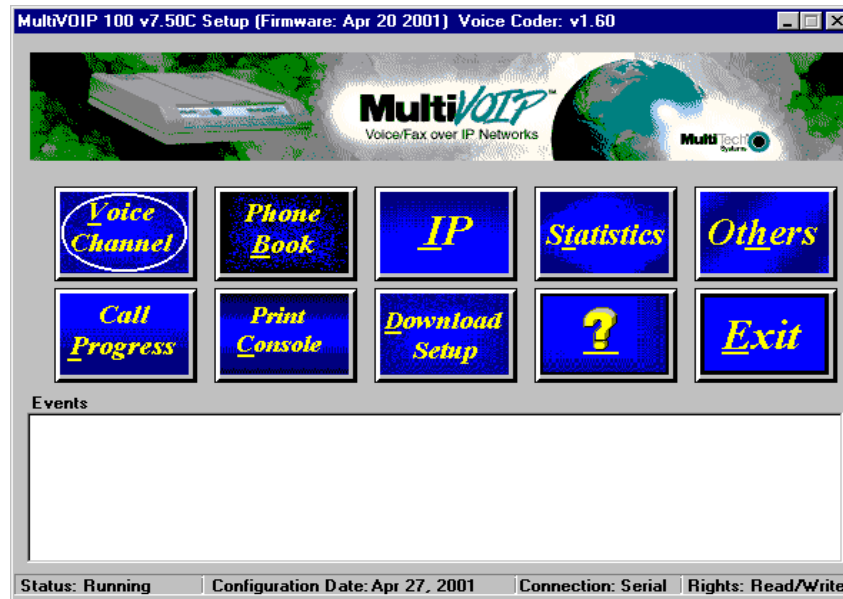 MultiVOIP 100 v7.50C Setup (Firmware: Apr 20 2001) Voice Coder: v1.60
MultiVOIP™
Voice/Fax over IP Networks
MultiTech
Systems
Voice Channel
Phone Book
IP
Statistics
Others
Call Progress
Print Console
Download Setup
?
Exit
Events
Status: Running
Configuration Date: Apr 27, 2001
Connection: Serial
Rights: Read/Write